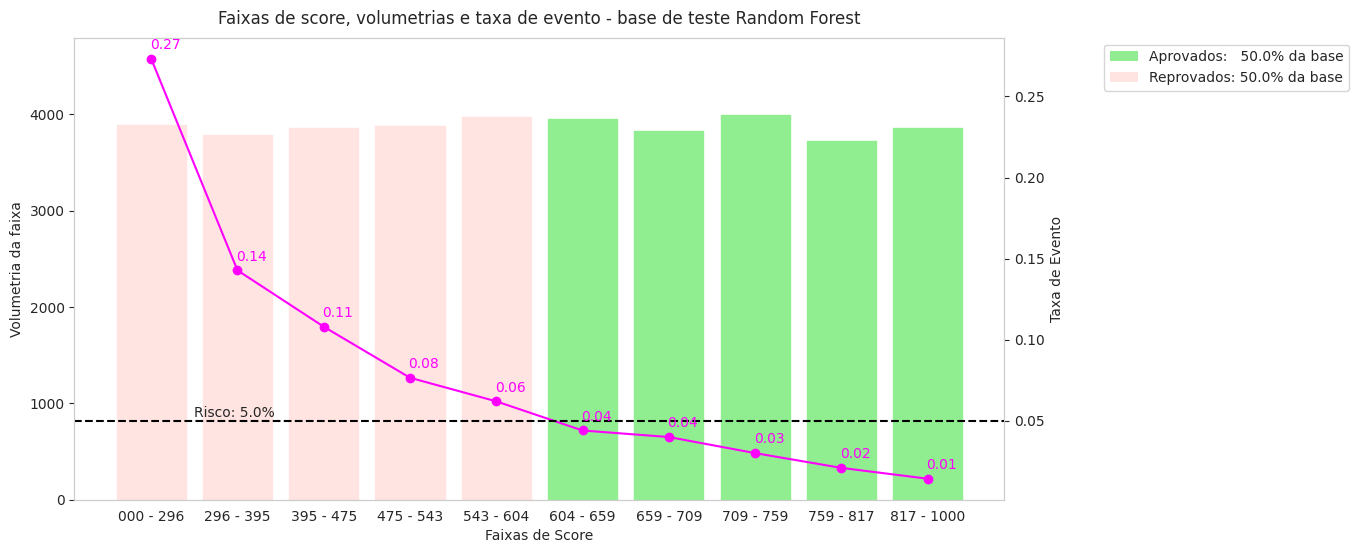 Faixas de score, volumetrias e taxa de evento - base de teste Random Forest
Aprovados:   50.0% da base
Reprovados: 50.0% da base
Volumetria da faixa
4000
3000
2000
1000
0
0.27
0.14
0.11
0.08
0.06
0.04
0.04
0.03
0.02
0.01
Risco: 5.0%
0.25
0.20
0.15
0.10
0.05
Taxa de Evento
000 - 296 296 - 395 395 - 475 475 - 543 543 - 604 604 - 659 659 - 709 709 - 759 759 - 817 817 - 1000
Faixas de Score